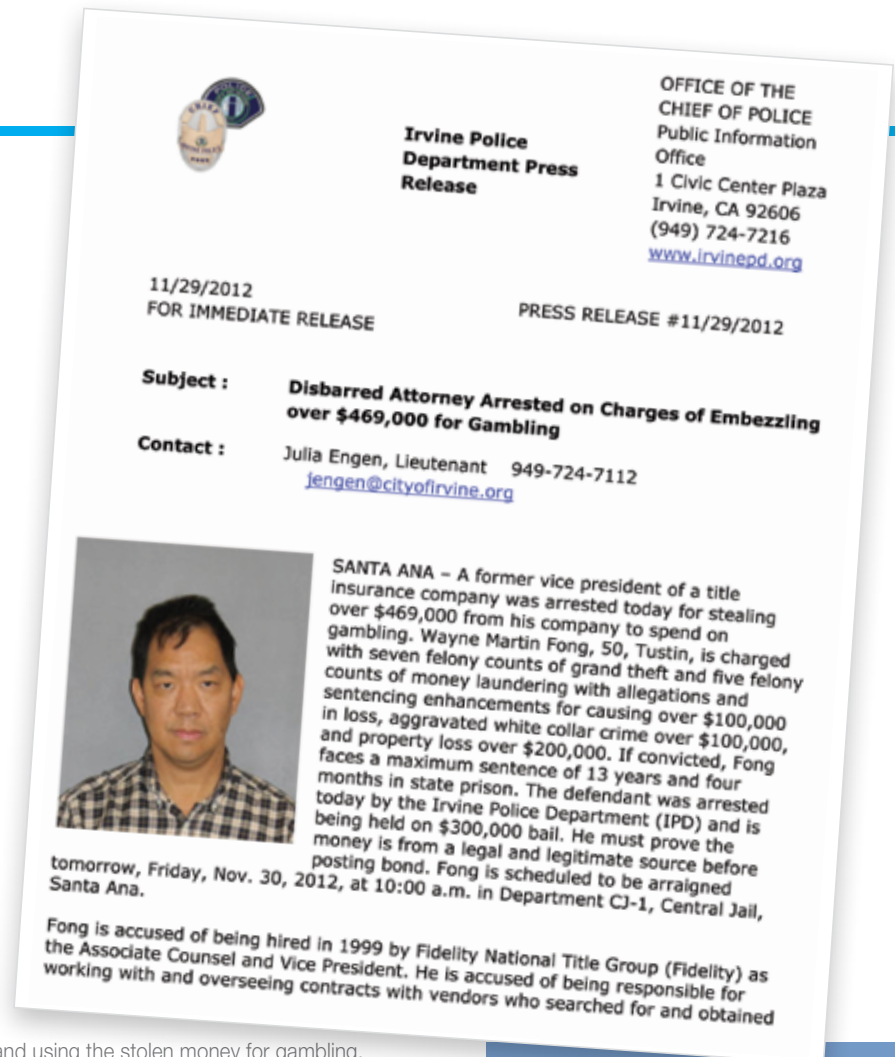 OFFICE OF THE
CHIEF OF POLICE
Public Information
Office
1 Civic Center Plaza
Irvine, CA 92606
(949) 724-7216
www.irvinepd.org
POLICE
CHIEF
Irvine Police
Department Press
Release
11/29/2012
FOR IMMEDIATE RELEASE
PRESS RELEASE #11/29/2012
Subject : Disbarred Attorney Arrested on Charges of Embezzling
over $469,000 for Gambling
Contact : Julia Engen, Lieutenant 949-724-7112
jengen@cityofirvine.org
SANTA ANA – A former vice president of a title
insurance company was arrested today for stealing
over $469,000 from his company to spend on
gambling. Wayne Martin Fong, 50, Tustin, is charged
with seven felony counts of grand theft and five felony
counts of money laundering with allegations and
sentencing enhancements for causing over $100,000
in loss, aggravated white collar crime over $100,000,
and property loss over $200,000. If convicted, Fong
faces a maximum sentence of 13 years and four
months in state prison. The defendant was arrested
today by the Irvine Police Department (IPD) and is
being held on $300,000 bail. He must prove the
money is from a legal and legitimate source before
posting bond. Fong is scheduled to be arraigned
tomorrow, Friday, Nov. 30, 2012, at 10:00 a.m. in Department CJ-1, Central Jail,
Santa Ana.
Fong is accused of being hired in 1999 by Fidelity National Title Group (Fidelity) as
the Associate Counsel and Vice President. He is accused of being responsible for
working with and overseeing contracts with vendors who searched for and obtained
and using the stolen money for gambling.